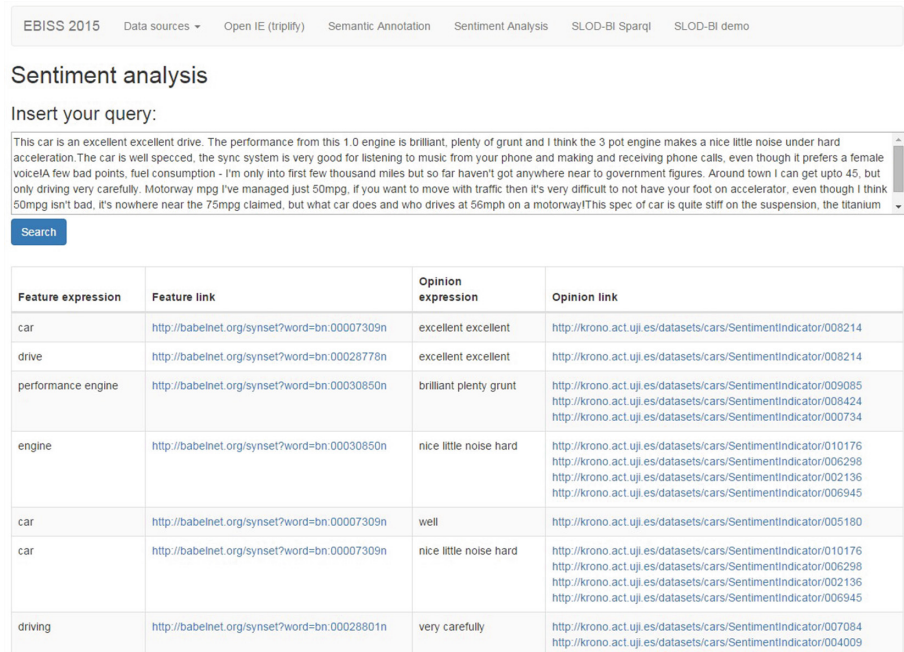 EBISS 2015 Data sources Open IE (triplify) Semantic Annotation Sentiment Analysis SLOD-BI Sparql SLOD-BI demo
Sentiment analysis
Insert your query:
This car is an excellent excellent drive. The performance from this 1.0 engine is brilliant, plenty of grunt and I think the 3 pot engine makes a nice little noise under hard
acceleration.The car is well specced, the sync system is very good for listening to music from your phone and making and receiving phone calls, even though it prefers a female
voice!A few bad points, fuel consumption - I'm only into first few thousand miles but so far haven't got anywhere near to government figures. Around town I can get upto 45, but
only driving very carefully. Motorway mpg I've managed just 50mpg, if you want to move with traffic then it's very difficult to not have your foot on accelerator, even though I think
50mpg isn't bad, it's nowhere near the 75mpg claimed, but what car does and who drives at 56mph on a motorway!This spec of car is quite stiff on the suspension, the titanium
Search
Feature expression Feature link Opinion expression Opinion link
car http://babelnet.org/synset?word=bn:00007309n excellent excellent http://krono.act.uji.es/datasets/cars/SentimentIndicator/008214
drive http://babelnet.org/synset?word=bn:00028778n excellent excellent http://krono.act.uji.es/datasets/cars/SentimentIndicator/008214
performance engine http://babelnet.org/synset?word=bn:00030850n brilliant plenty grunt http://krono.act.uji.es/datasets/cars/SentimentIndicator/009085
http://krono.act.uji.es/datasets/cars/SentimentIndicator/008424
http://krono.act.uji.es/datasets/cars/SentimentIndicator/000734
engine http://babelnet.org/synset?word=bn:00030850n nice little noise hard http://krono.act.uji.es/datasets/cars/SentimentIndicator/010176
http://krono.act.uji.es/datasets/cars/SentimentIndicator/006298
http://krono.act.uji.es/datasets/cars/SentimentIndicator/002136
http://krono.act.uji.es/datasets/cars/SentimentIndicator/006945
car http://babelnet.org/synset?word=bn:00007309n well http://krono.act.uji.es/datasets/cars/SentimentIndicator/005180
car http://babelnet.org/synset?word=bn:00007309n nice little noise hard http://krono.act.uji.es/datasets/cars/SentimentIndicator/010176
http://krono.act.uji.es/datasets/cars/SentimentIndicator/006298
http://krono.act.uji.es/datasets/cars/SentimentIndicator/002136
http://krono.act.uji.es/datasets/cars/SentimentIndicator/006945
driving http://babelnet.org/synset?word=bn:00028801n very carefully http://krono.act.uji.es/datasets/cars/SentimentIndicator/007084
http://krono.act.uji.es/datasets/cars/SentimentIndicator/004009